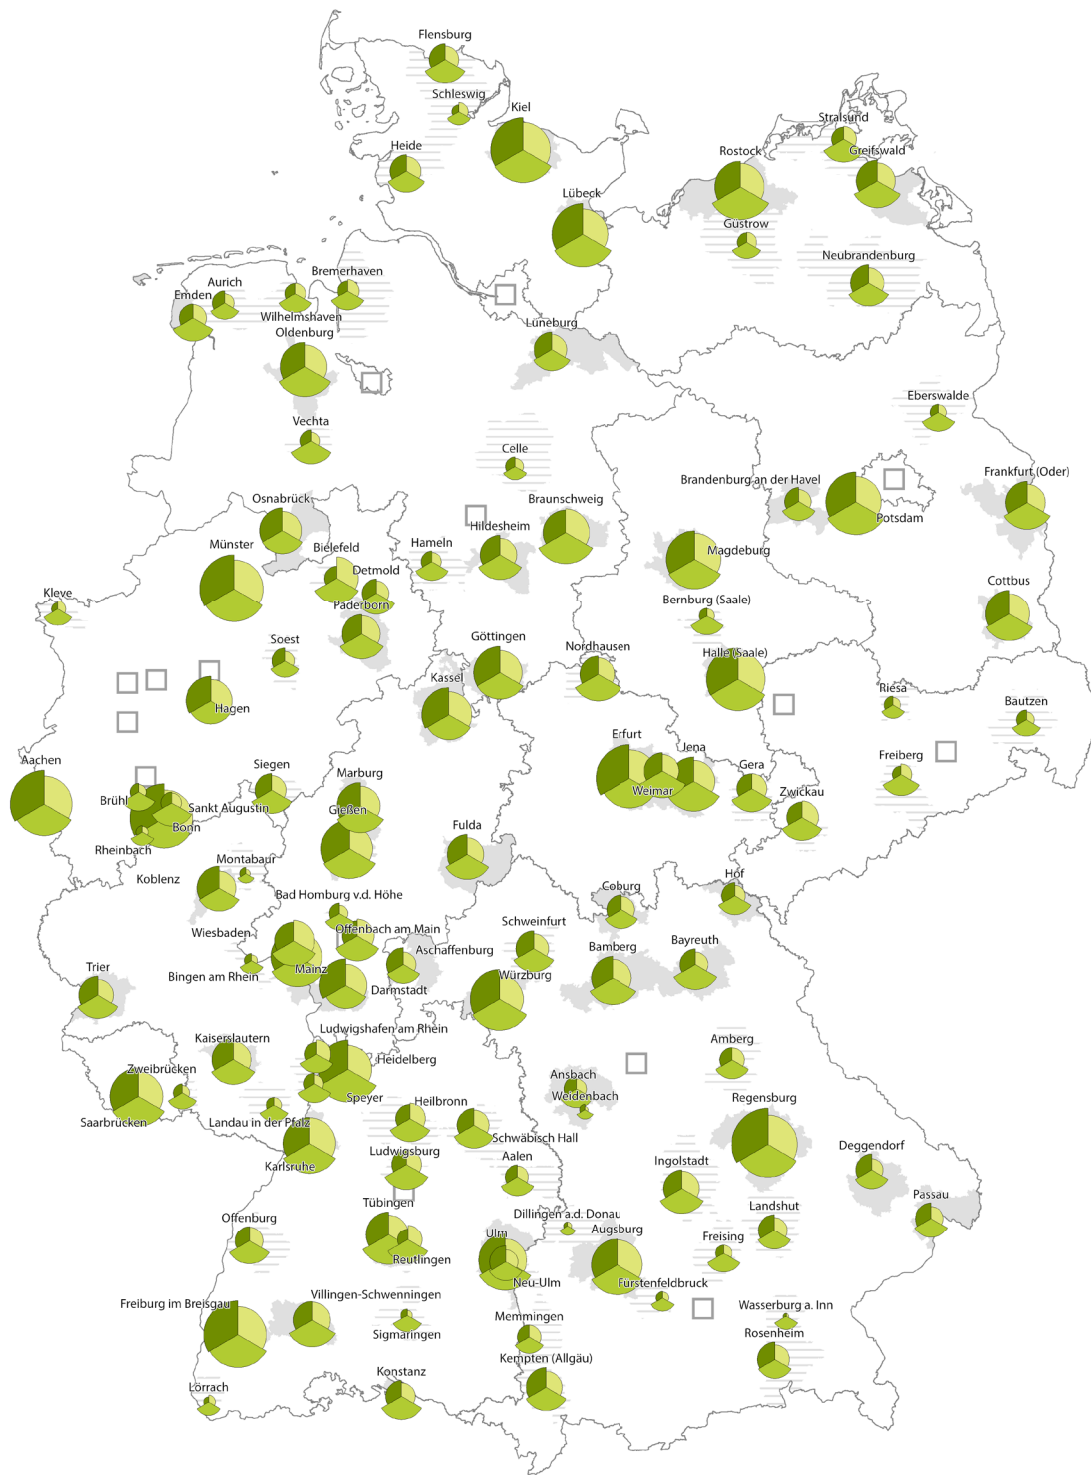 Flensburg
Schleswig
Kiel
Heide
Stralsund
Rostock
Greifswald
Lübeck
Güstrow
Neubrandenburg
Bremerhaven
Aurich
Emden
Wilhelmshaven
Oldenburg
Lüneburg
Eberswalde
Vechta
Celle
Brandenburg an der Havel
Frankfurt (Oder)
Osnabrück
Braunschweig
Potsdam
Hildesheim
Münster
Bielefeld
Hameln
Magdeburg
Detmold
Kleve
Paderborn
Bernburg (Saale)
Cottbus
Soest
Göttingen
Nordhausen
Halle (Saale)
Kassel
Riesa
Bautzen
Hagen
Erfurt
Jena
Aachen
Siegen
Marburg
Gera
Freiberg
Weimar
Zwickau
Brühl
Sankt Augustin
Gießen
Bonn
Fulda
Rheinbach
Montabaur
Koblenz
Hof
Coburg
Bad Homburg v.d. Höhe
Schweinfurt
Offenbach am Main
Wiesbaden
Aschaffenburg
Bamberg
Bayreuth
Trier
Mainz
Bingen am Rhein
Würzburg
Darmstadt
Ludwigshafen am Rhein
Kaiserslautern
Amberg
Heidelberg
Zweibrücken
Ansbach
Weidenbach
Speyer
Heilbronn
Regensburg
Saarbrücken
Landau in der Pfalz
Schwäbisch Hall
Deggendorf
Ludwigsburg
Karlsruhe
Aalen
Ingolstadt
Passau
Tübingen
Landshut
Dillingen a.d. Donau
Offenburg
Ulm
Augsburg
Freising
Reutlingen
Neu-Ulm
Fürstenfeldbruck
Villingen-Schwenningen
Freiburg im Breisgau
Wasserburg a. Inn
Memmingen
Sigmaringen
Rosenheim
Kempten (Allgäu)
Konstanz
Lörrach